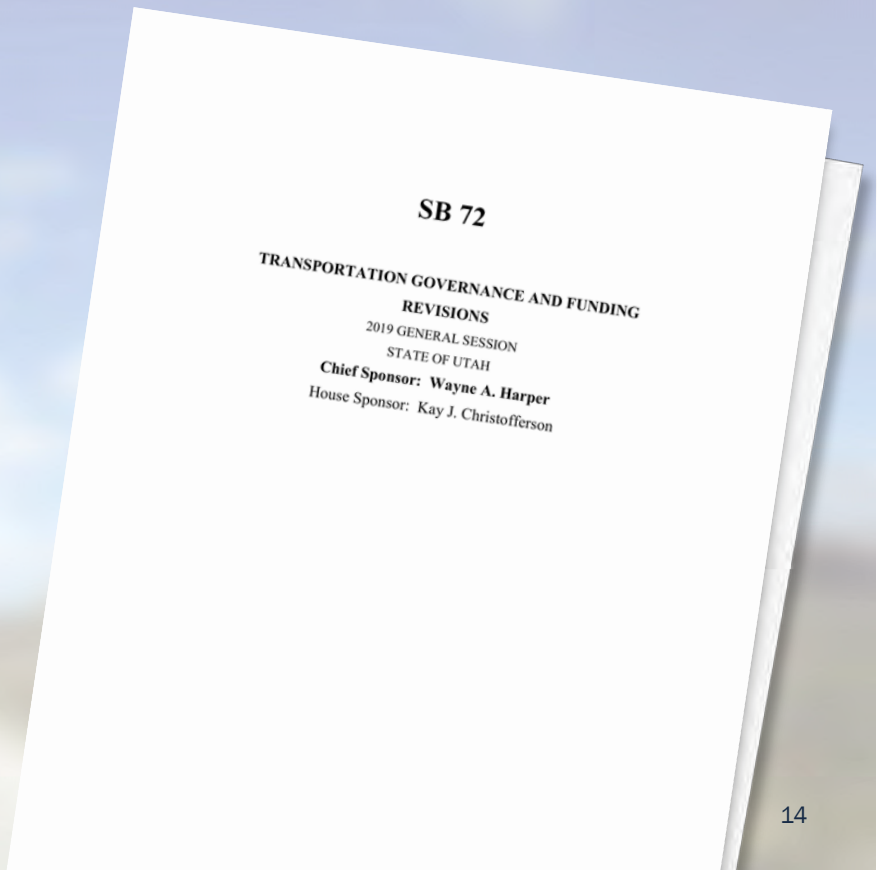 SB 72
TRANSPORTATION GOVERNANCE AND FUNDING
REVISIONS
2019 GENERAL SESSION
STATE OF UTAH
Chief Sponsor: Wayne A. Harper
House Sponsor: Kay J. Christofferson
14